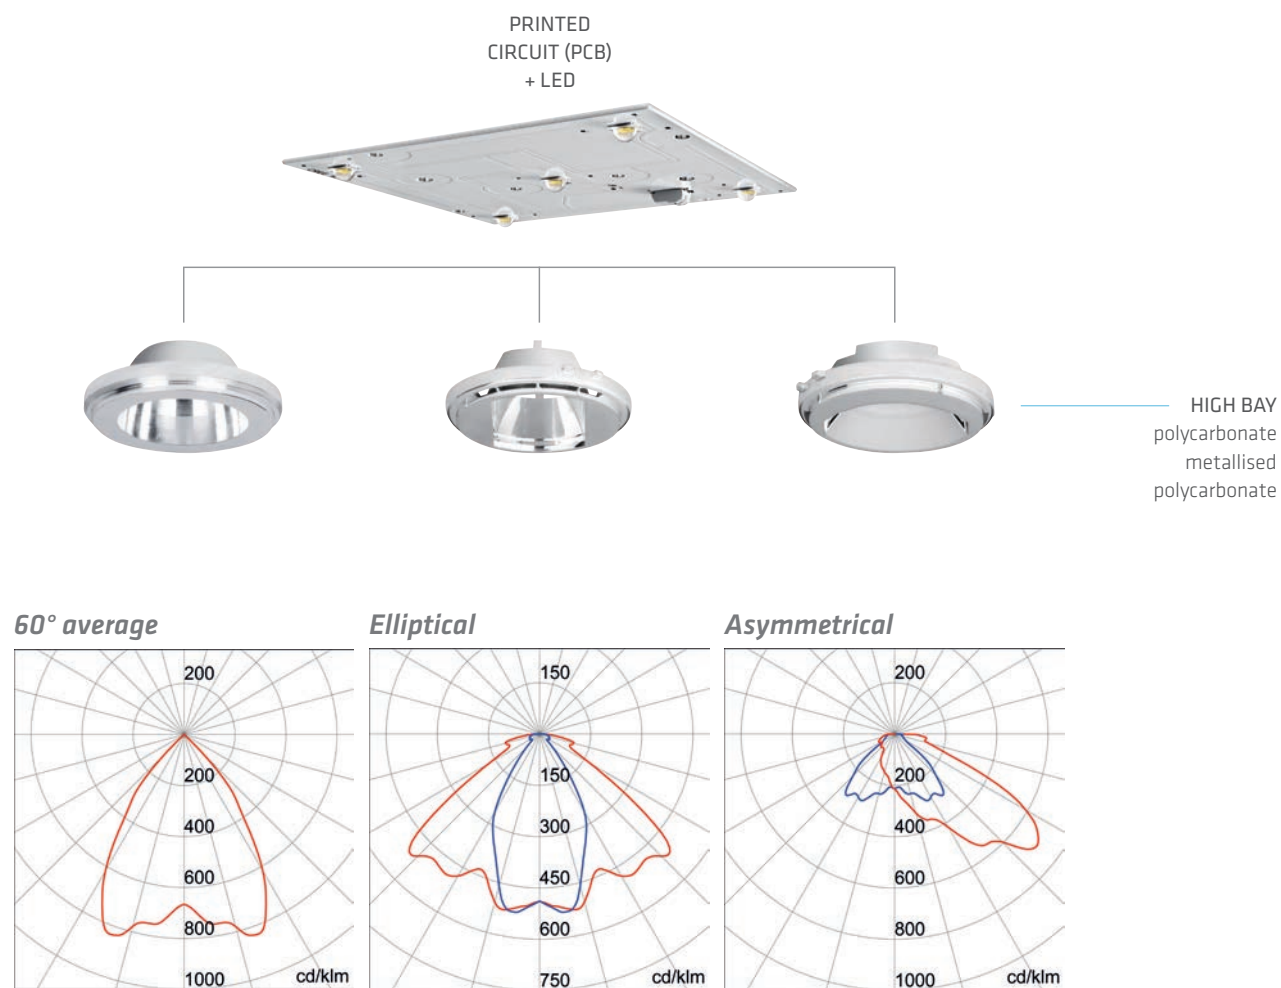 PRINTED
CIRCUIT (PCB)
+ LED
HIGH BAY
polycarbonate
metallised
polycarbonate
60° average
Elliptical
Asymmetrical
200
200
400
600
800
1000
cd/klm
150
150
300
450
600
750
cd/klm
200
200
400
600
800
1000
cd/klm